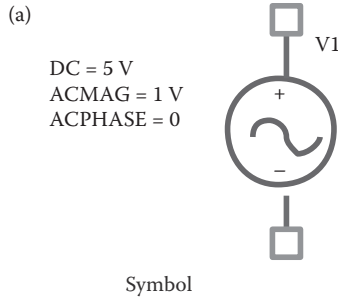 (a)
V1
DC = 5 V
ACMAG = 1 V
ACPHASE = 0
+
−
Symbol